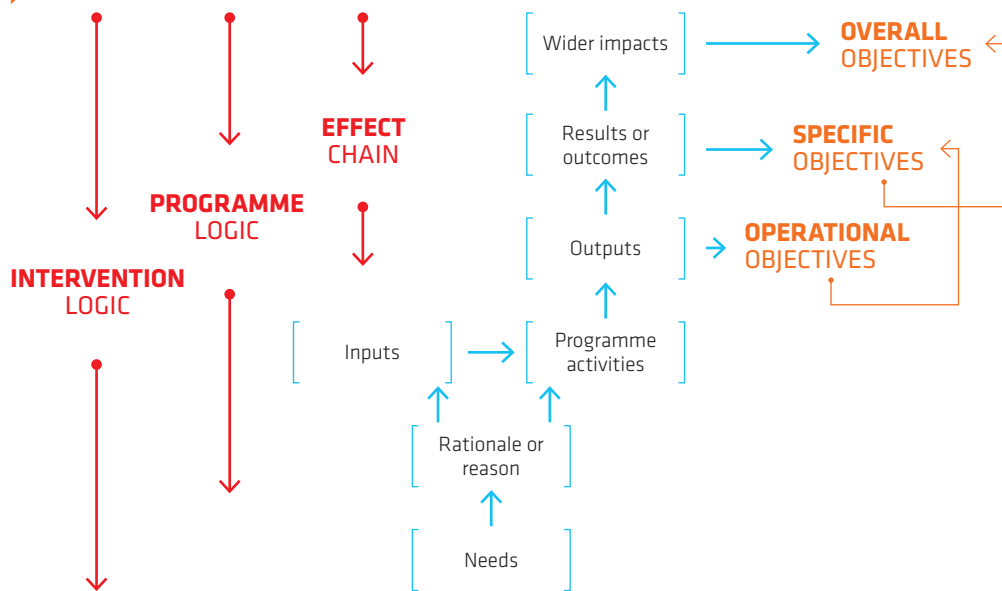 Wider impacts
OVERALL
OBJECTIVES
EFFECT
CHAIN
Results or
outcomes
SPECIFIC
OBJECTIVES
PROGRAMME
LOGIC
Outputs
OPERATIONAL
OBJECTIVES
INTERVENTION
LOGIC
Inputs
Programme
activities
Rationale or
reason
Needs